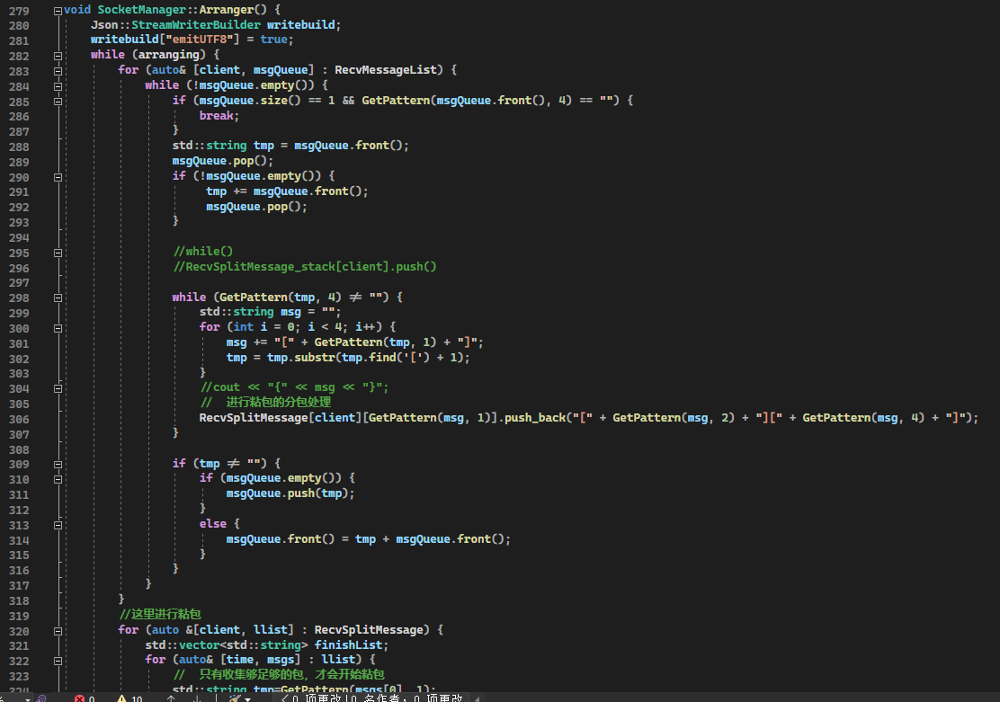 279 void SocketManager::Arranger() {
280 Json::StreamWriterBuilder writebuild;
281 writebuild["emitUTF8"] = true;
282 while (arranging) {
283 for (auto& [client, msgQueue] : RecvMessageList) {
284 while (!msgQueue.empty()) {
285 if (msgQueue.size() == 1 && GetPattern(msgQueue.front(), 4) == "") {
286 break;
287 }
288 std::string tmp = msgQueue.front();
289 msgQueue.pop();
290 if (!msgQueue.empty()) {
291 tmp += msgQueue.front();
292 msgQueue.pop();
293 }
294
295 //while()
296 //RecvSplitMessage_stack[client].push()
297
298 while (GetPattern(tmp, 4) != "") {
299 std::string msg = "";
300 for (int i = 0; i < 4; i++) {
301 msg += "[" + GetPattern(tmp, 1) + "]";
302 tmp = tmp.substr(tmp.find('[') + 1);
303 }
304 //cout << "{" << msg << "}";
305 // 进行粘包的分包处理
306 RecvSplitMessage[client][GetPattern(msg, 1)].push_back("[" + GetPattern(msg, 2) + "][" + GetPattern(msg, 4) + "]");
307 }
308
309 if (tmp != "") {
310 if (msgQueue.empty()) {
311 msgQueue.push(tmp);
312 }
313 else {
314 msgQueue.front() = tmp + msgQueue.front();
315 }
316 }
317 }
318 }
319 //这里进行粘包
320 for (auto &[client, llist] : RecvSplitMessage) {
321 std::vector<std::string> finishList;
322 for (auto& [time, msgs] : llist) {
323 // 只有收集够足够的包，才会开始粘包
324 std::string tmp=GetPattern(msgs[0], 1);
0 10 0 项更改 | 0 名作者，0 项更改